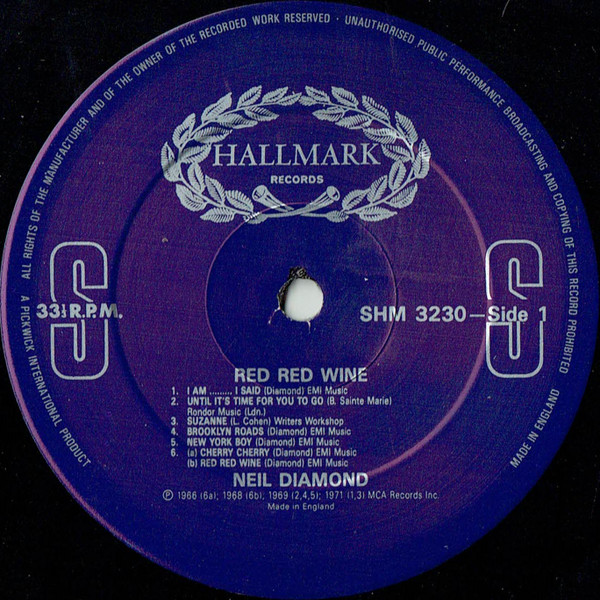 ALL RIGHTS OF THE MANUFACTURER AND OF THE OWNER OF THE RECORDED WORK RESERVED · UNAUTHORISED PUBLIC PERFORMANCE BROADCASTING AND COPYING OF THIS RECORD PROHIBITED
HALLMARK
RECORDS
S
S
33⅓ R.P.M.
SHM 3230 – Side 1
RED RED WINE
1. I AM ......... I SAID (Diamond) EMI Music
2. UNTIL IT'S TIME FOR YOU TO GO (B. Sainte Marie)
Rondor Music (Ldn.)
3. SUZANNE (L. Cohen) Writers Workshop
4. BROOKLYN ROADS (Diamond) EMI Music
5. NEW YORK BOY (Diamond) EMI Music
6. (a) CHERRY CHERRY (Diamond) EMI Music
(b) RED RED WINE (Diamond) EMI Music
NEIL DIAMOND
℗ 1966 (6a); 1968 (6b); 1969 (2,4,5); 1971 (1,3) MCA Records Inc.
Made in England
A PICKWICK INTERNATIONAL PRODUCT
MADE IN ENGLAND